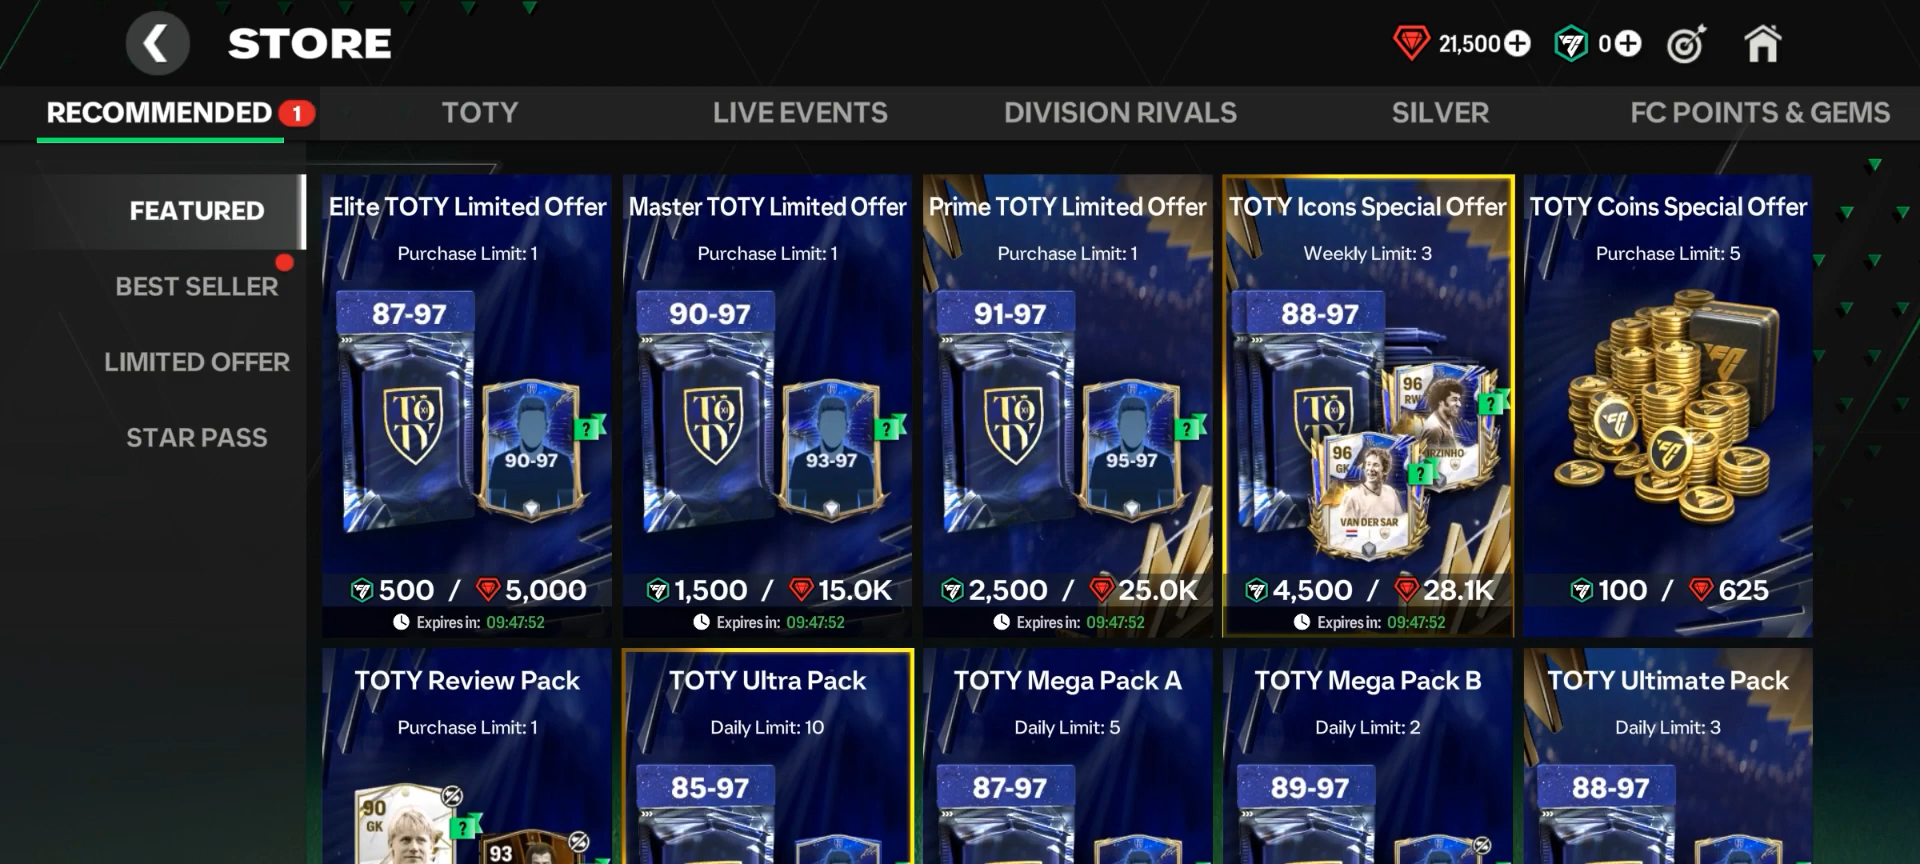 STORE
21,500
0
RECOMMENDED 1
TOTY
LIVE EVENTS
DIVISION RIVALS
SILVER
FC POINTS & GEMS
FEATURED
BEST SELLER
LIMITED OFFER
STAR PASS
Elite TOTY Limited Offer
Purchase Limit: 1
87-97
TOTY
XI
90-97
?
500 / 5,000
Expires in: 09:47:52
Master TOTY Limited Offer
Purchase Limit: 1
90-97
TOTY
XI
93-97
?
1,500 / 15.0K
Expires in: 09:47:52
Prime TOTY Limited Offer
Purchase Limit: 1
91-97
TOTY
XI
95-97
?
2,500 / 25.0K
Expires in: 09:47:52
TOTY Icons Special Offer
Weekly Limit: 3
88-97
TOTY
XI
96
RW
?
96
GK
?
VAN DER SAR
4,500 / 28.1K
Expires in: 09:47:52
TOTY Coins Special Offer
Purchase Limit: 5
100 / 625
TOTY Review Pack
Purchase Limit: 1
90
GK
?
93
TOTY Ultra Pack
Daily Limit: 10
85-97
TOTY Mega Pack A
Daily Limit: 5
87-97
TOTY Mega Pack B
Daily Limit: 2
89-97
TOTY Ultimate Pack
Daily Limit: 3
88-97